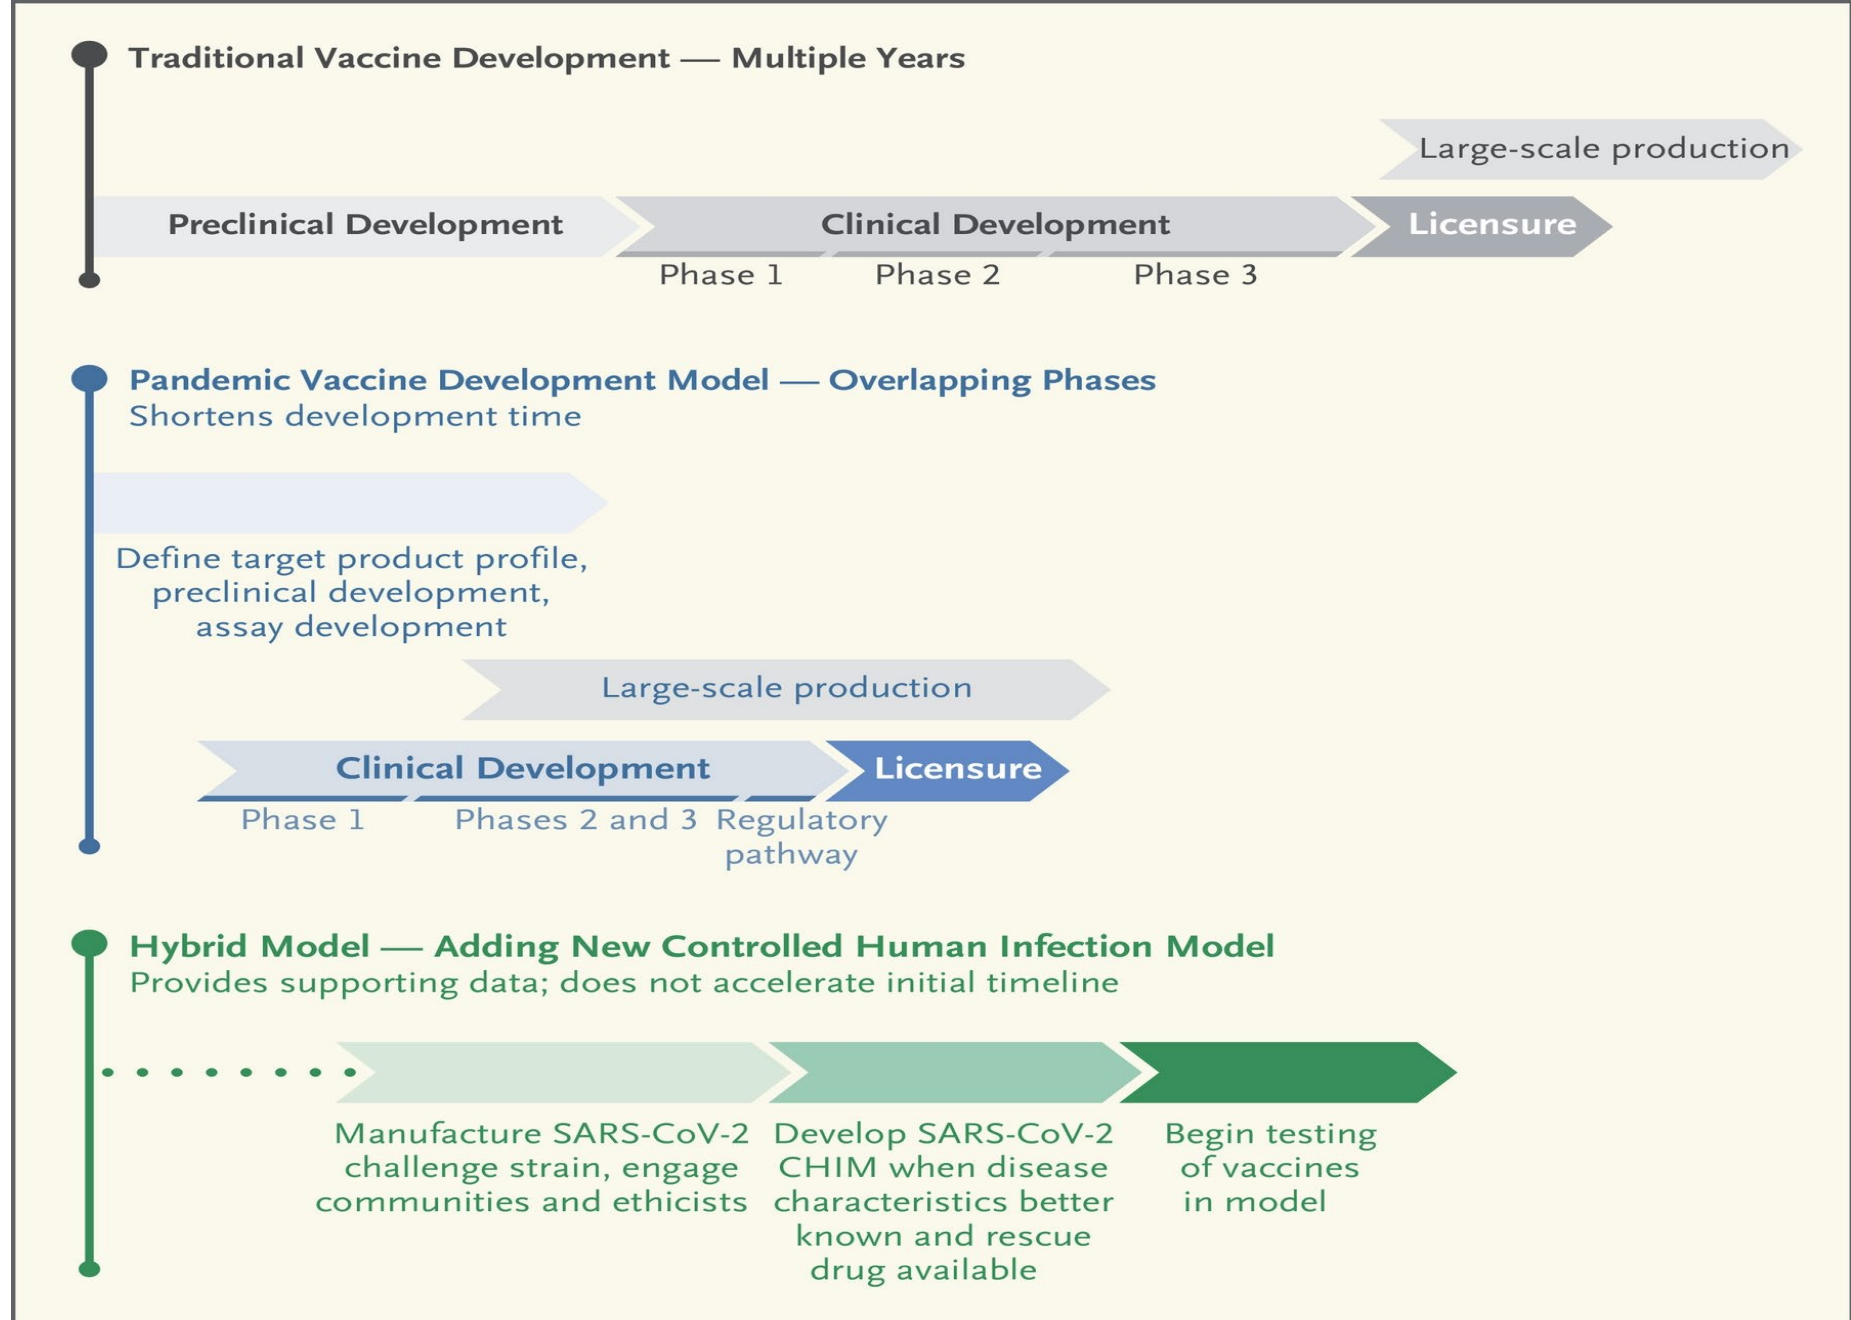 Traditional Vaccine Development — Multiple Years
Large-scale production
Preclinical Development
Clinical Development
Licensure
Phase 1
Phase 2
Phase 3
Pandemic Vaccine Development Model — Overlapping Phases
Shortens development time
Define target product profile,
preclinical development,
assay development
Large-scale production
Clinical Development
Licensure
Phase 1
Phases 2 and 3
Regulatory
pathway
Hybrid Model — Adding New Controlled Human Infection Model
Provides supporting data; does not accelerate initial timeline
Manufacture SARS-CoV-2
challenge strain, engage
communities and ethicists
Develop SARS-CoV-2
CHIM when disease
characteristics better
known and rescue
drug available
Begin testing
of vaccines
in model